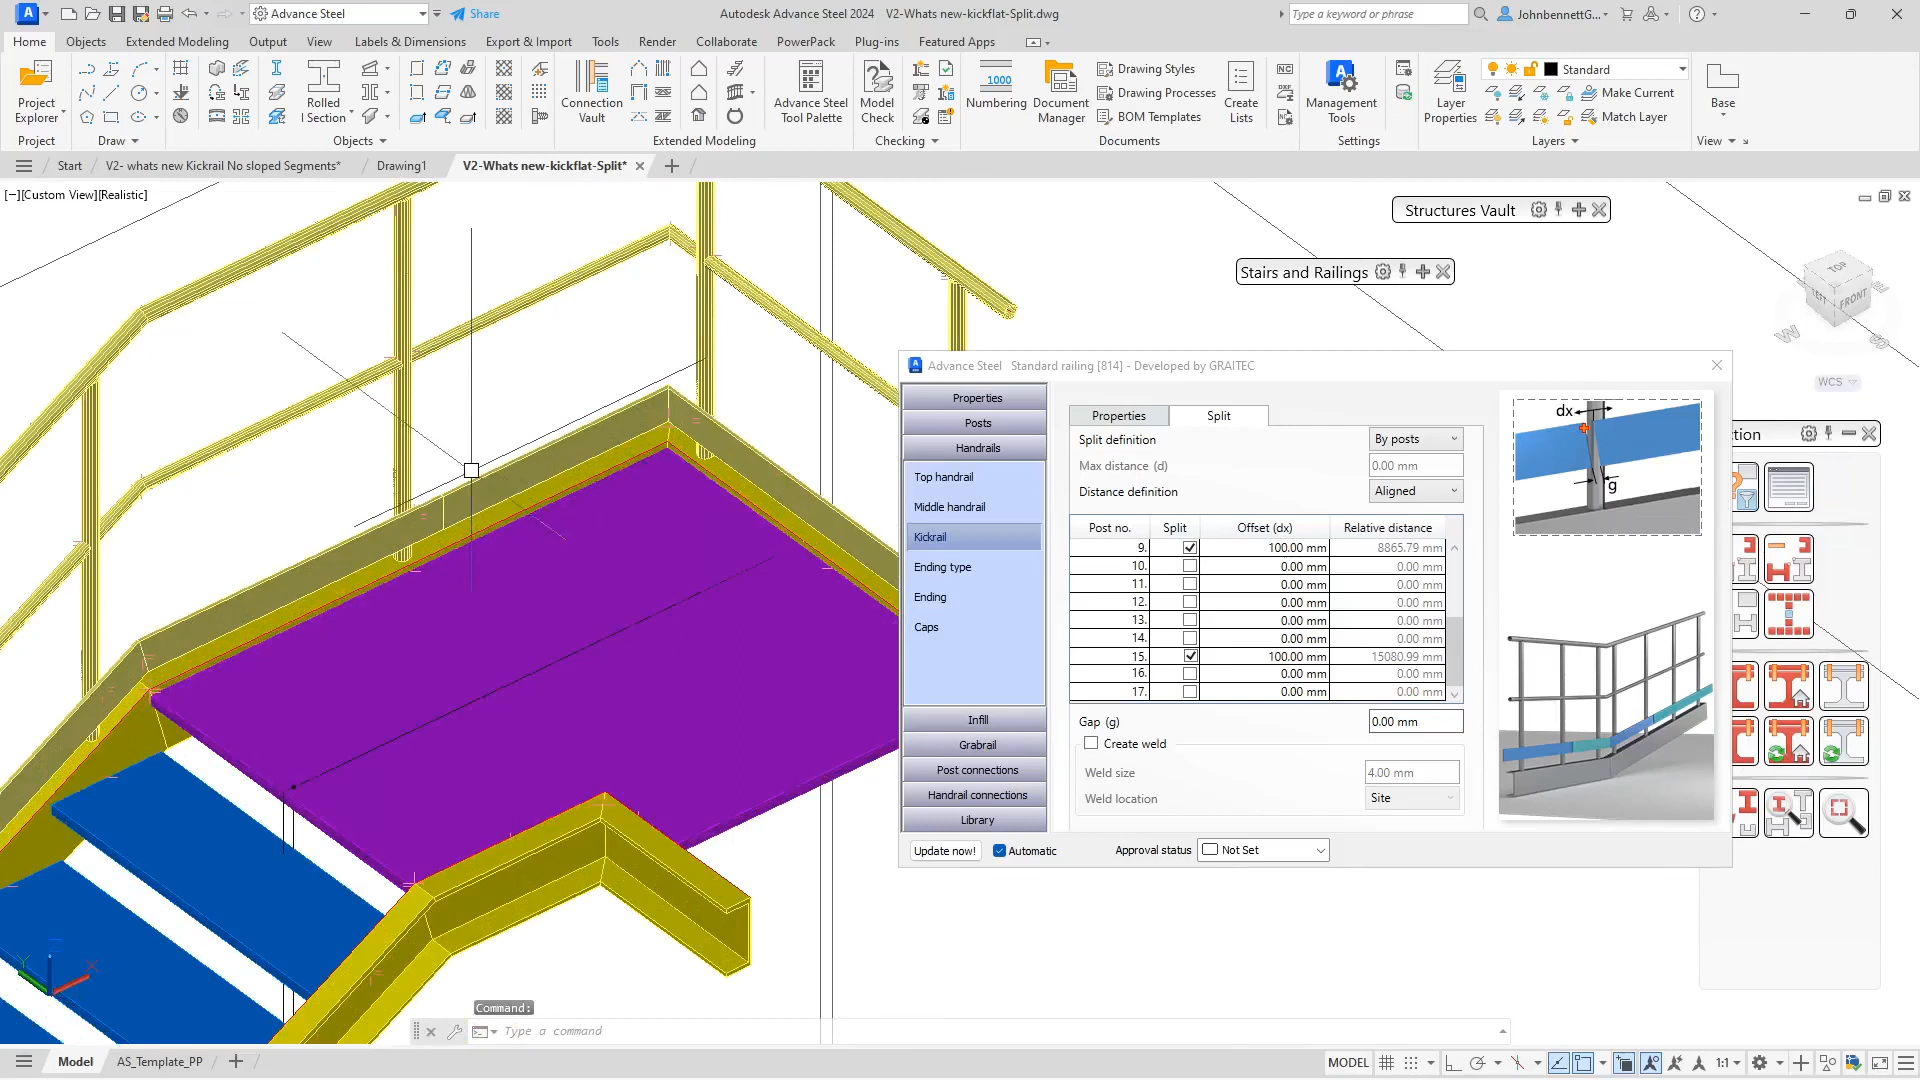 Advance Steel
Share
Autodesk Advance Steel 2024 V2-Whats new-kickflat-Split.dwg
Type a keyword or phrase
JohnbennettG...
Home Objects Extended Modeling Output View Labels & Dimensions Export & Import Tools Render Collaborate PowerPack Plug-ins Featured Apps
Project Explorer
Rolled I Section
Connection Vault
Advance Steel Tool Palette
Model Check
1000
Numbering
Document Manager
Drawing Styles
Drawing Processes
BOM Templates
Create Lists
NC
DXF
Management Tools
Layer Properties
Standard
Make Current
Match Layer
Base
Project Draw Objects Extended Modeling Checking Documents Settings Layers View
Start V2- whats new Kickrail No sloped Segments* Drawing1 V2-Whats new-kickflat-Split*
[−][Custom View][Realistic]
Structures Vault
Stairs and Railings
TOP
LEFT FRONT
W S E
WCS
Advance Steel Standard railing [814] - Developed by GRAITEC
Properties
Posts
Handrails
Top handrail
Middle handrail
Kickrail
Ending type
Ending
Caps
Infill
Grabrail
Post connections
Handrail connections
Library
Properties Split
Split definition By posts
Max distance (d) 0.00 mm
Distance definition Aligned
Post no. Split Offset (dx) Relative distance
9. 100.00 mm 8865.79 mm
10. 0.00 mm 0.00 mm
11. 0.00 mm 0.00 mm
12. 0.00 mm 0.00 mm
13. 0.00 mm 0.00 mm
14. 0.00 mm 0.00 mm
15. 100.00 mm 15080.99 mm
16. 0.00 mm 0.00 mm
17. 0.00 mm 0.00 mm
Gap (g) 0.00 mm
Create weld
Weld size 4.00 mm
Weld location Site
dx
g
tion
Update now! Automatic Approval status Not Set
Y X
Command:
Type a command
Model AS_Template_PP
MODEL 1:1